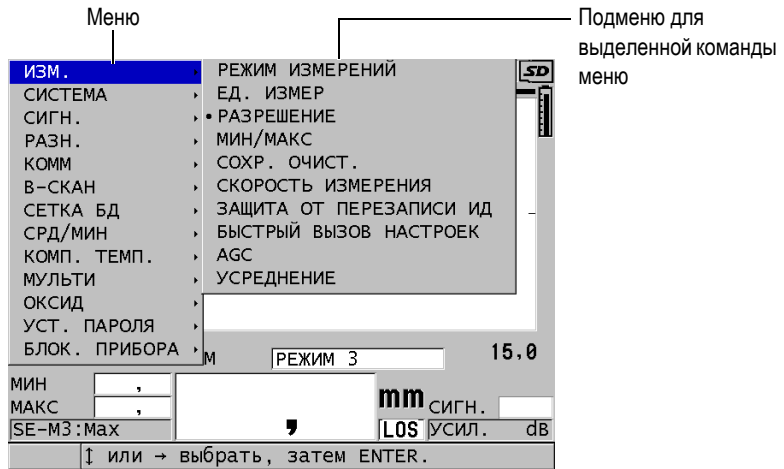 Меню
Подменю для
выделенной команды
меню
ИЗМ.
СИСТЕМА
СИГН.
РАЗН.
КОММ
В-СКАН
СЕТКА БД
СРД/МИН
КОМП. ТЕМП.
МУЛЬТИ
ОКСИД
УСТ. ПАРОЛЯ
БЛОК. ПРИБОРА
РЕЖИМ ИЗМЕРЕНИЙ
ЕД. ИЗМЕР
• РАЗРЕШЕНИЕ
МИН/МАКС
СОХР. ОЧИСТ.
СКОРОСТЬ ИЗМЕРЕНИЯ
ЗАЩИТА ОТ ПЕРЕЗАПИСИ ИД
БЫСТРЫЙ ВЫЗОВ НАСТРОЕК
AGC
УСРЕДНЕНИЕ
SD
М РЕЖИМ 3 15,0
МИН ,
МАКС ,
, mm СИГН.
SE-M3:Max LOS УСИЛ. dB
↕ или → выбрать, затем ENTER.